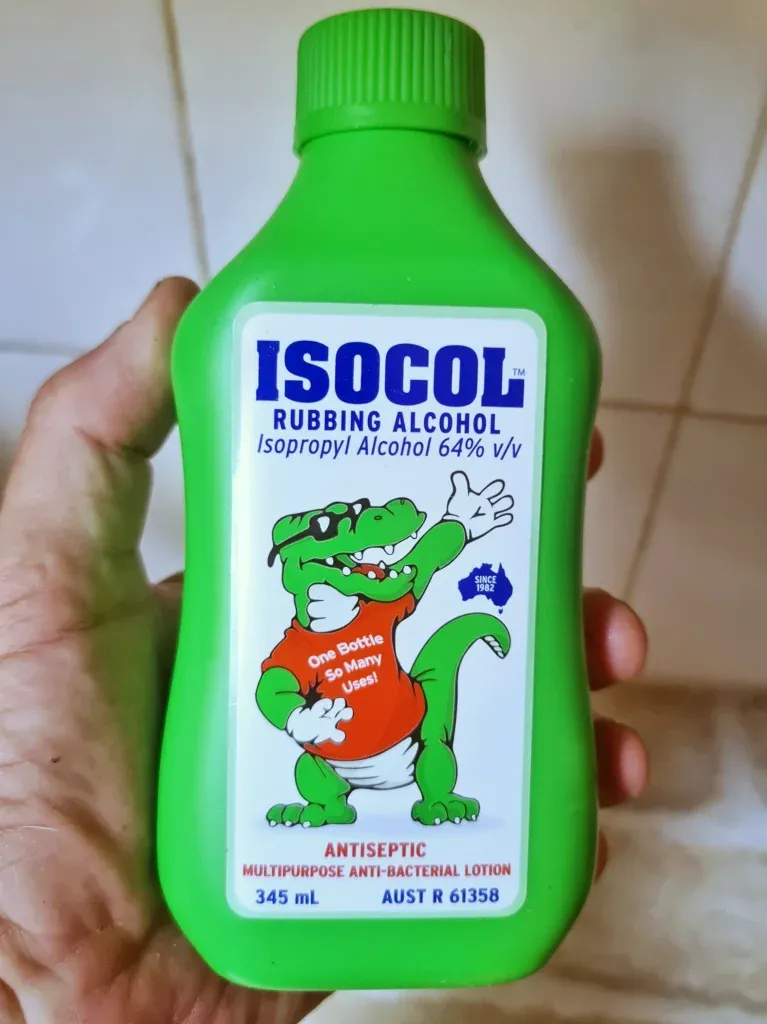 ISOCOL™
RUBBING ALCOHOL
Isopropyl Alcohol 64% v/v
SINCE
1982
One Bottle
So Many
Uses!
ANTISEPTIC
MULTIPURPOSE ANTI-BACTERIAL LOTION
345 mL AUST R 61358